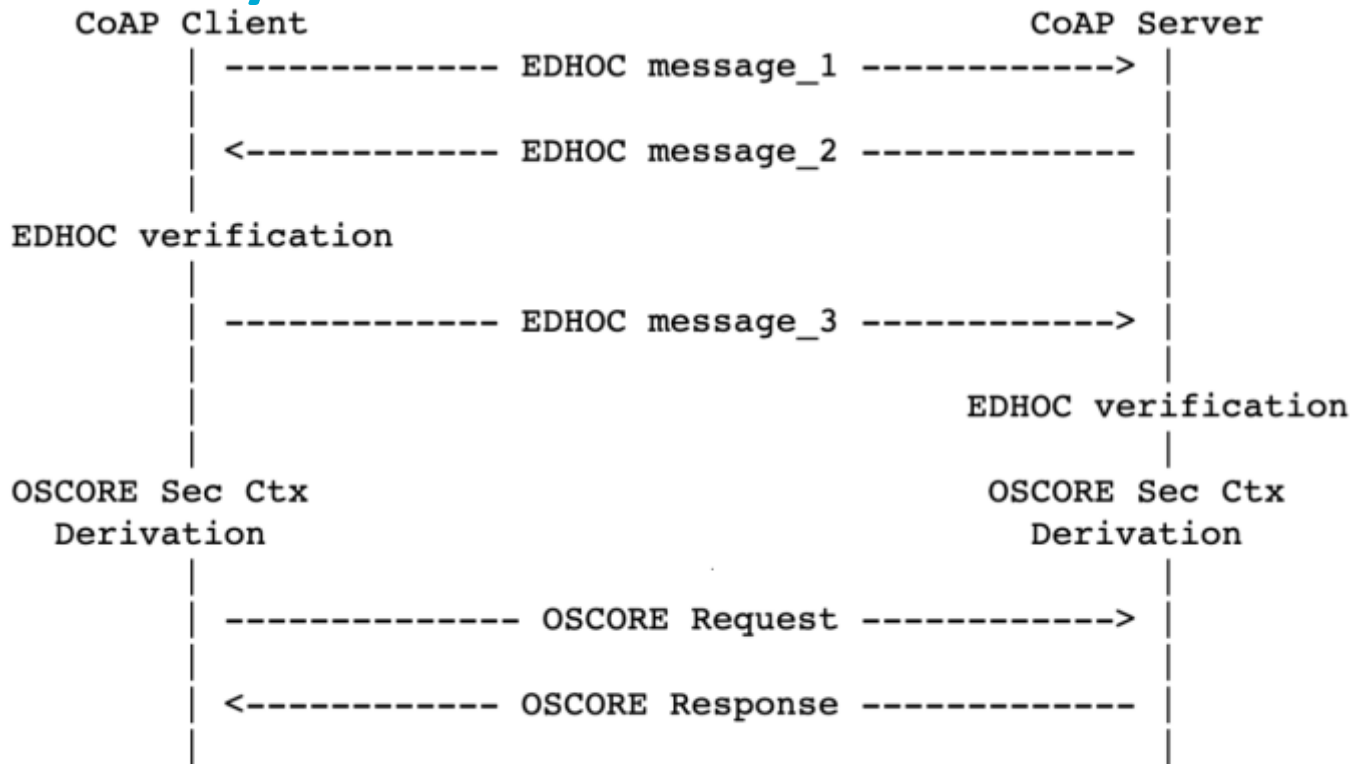 CoAP Client CoAP Server
| ------------- EDHOC message_1 ------------> |
| <------------ EDHOC message_2 ------------- |
EDHOC verification
| ------------- EDHOC message_3 ------------> |
EDHOC verification
OSCORE Sec Ctx OSCORE Sec Ctx
Derivation Derivation
| -------------- OSCORE Request ------------> |
| <------------ OSCORE Response ------------- |